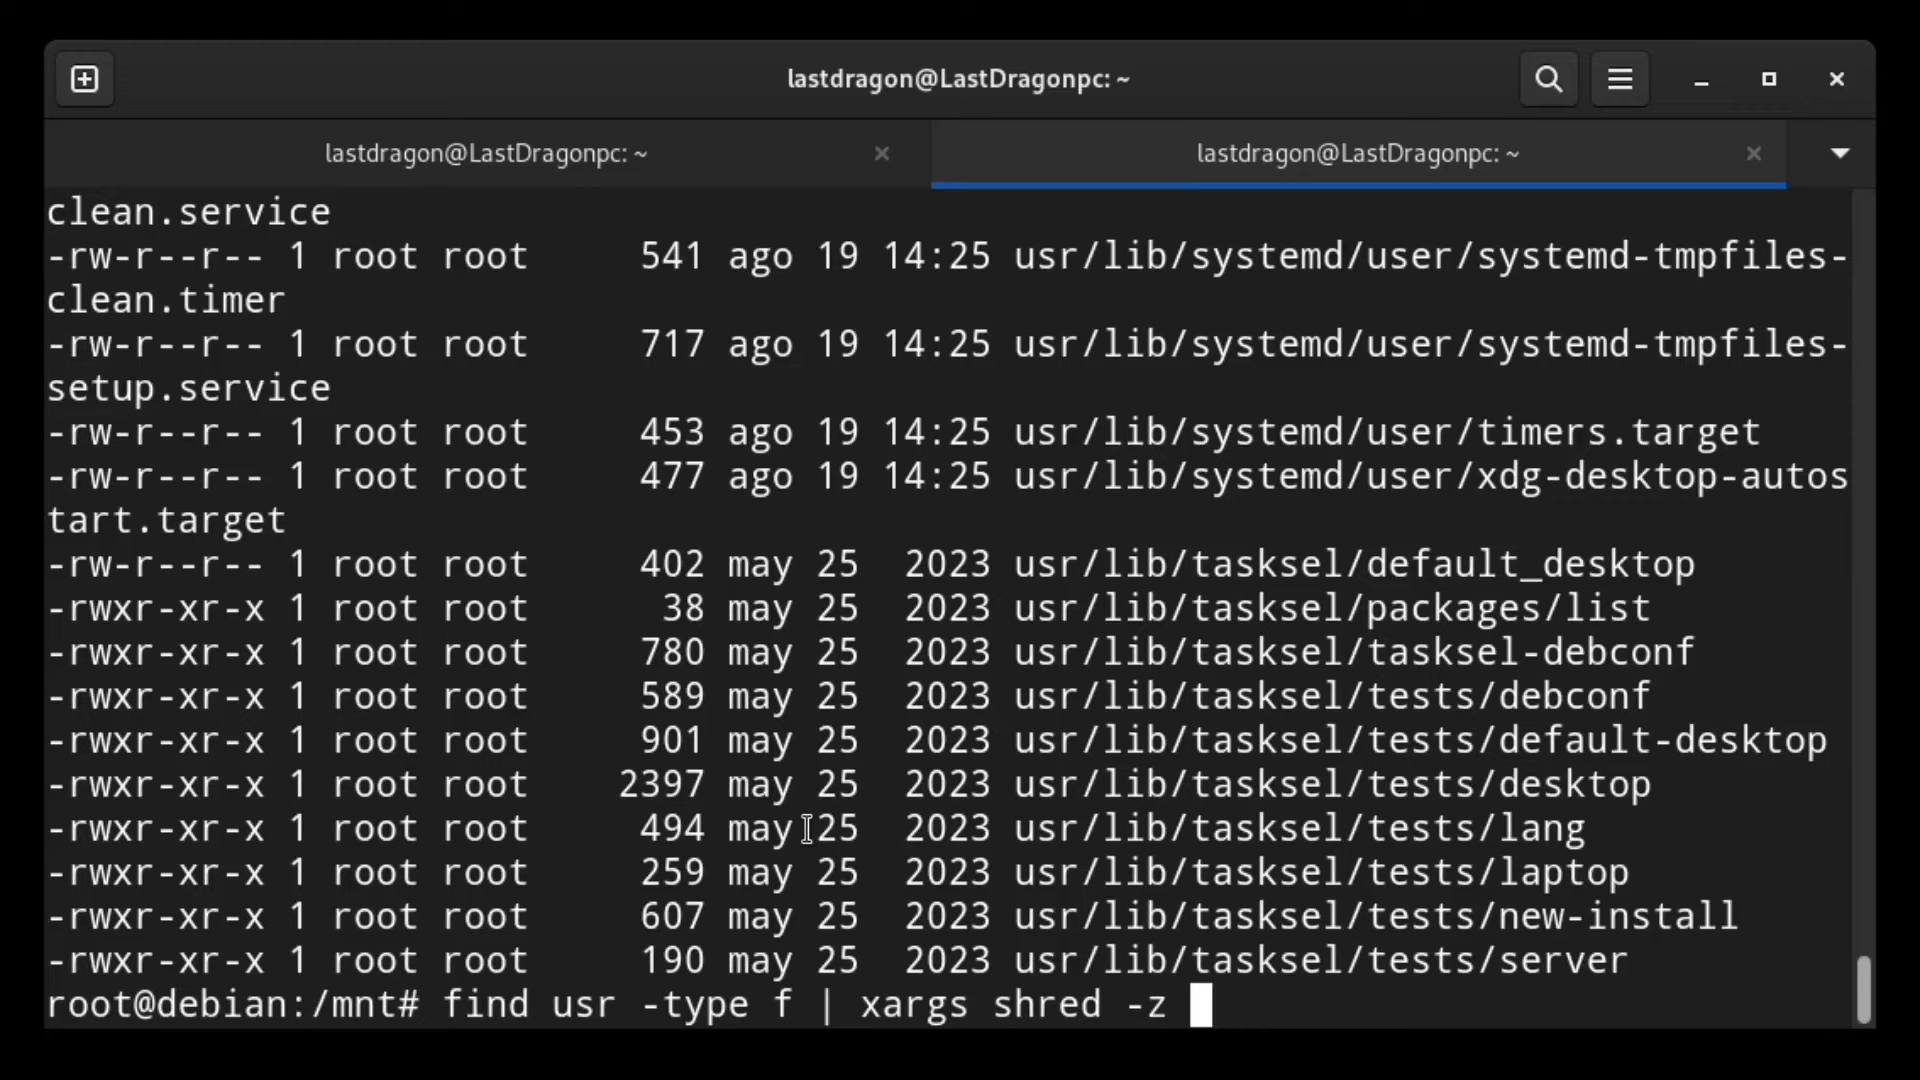 lastdragon@LastDragonpc: ~
lastdragon@LastDragonpc: ~
lastdragon@LastDragonpc: ~
clean.service
-rw-r--r-- 1 root root     541 ago 19 14:25 usr/lib/systemd/user/systemd-tmpfiles-
clean.timer
-rw-r--r-- 1 root root     717 ago 19 14:25 usr/lib/systemd/user/systemd-tmpfiles-
setup.service
-rw-r--r-- 1 root root     453 ago 19 14:25 usr/lib/systemd/user/timers.target
-rw-r--r-- 1 root root     477 ago 19 14:25 usr/lib/systemd/user/xdg-desktop-autos
tart.target
-rw-r--r-- 1 root root     402 may 25  2023 usr/lib/tasksel/default_desktop
-rwxr-xr-x 1 root root      38 may 25  2023 usr/lib/tasksel/packages/list
-rwxr-xr-x 1 root root     780 may 25  2023 usr/lib/tasksel/tasksel-debconf
-rwxr-xr-x 1 root root     589 may 25  2023 usr/lib/tasksel/tests/debconf
-rwxr-xr-x 1 root root     901 may 25  2023 usr/lib/tasksel/tests/default-desktop
-rwxr-xr-x 1 root root    2397 may 25  2023 usr/lib/tasksel/tests/desktop
-rwxr-xr-x 1 root root     494 may 25  2023 usr/lib/tasksel/tests/lang
-rwxr-xr-x 1 root root     259 may 25  2023 usr/lib/tasksel/tests/laptop
-rwxr-xr-x 1 root root     607 may 25  2023 usr/lib/tasksel/tests/new-install
-rwxr-xr-x 1 root root     190 may 25  2023 usr/lib/tasksel/tests/server
root@debian:/mnt# find usr -type f | xargs shred -z